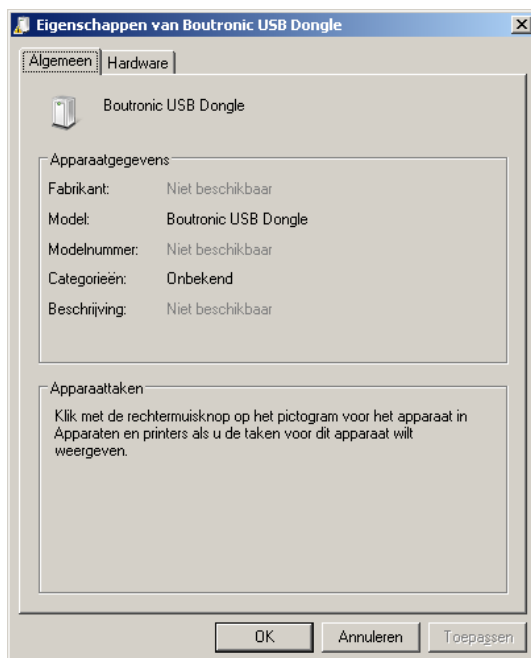 Eigenschappen van Boutronic USB Dongle
Algemeen Hardware
Boutronic USB Dongle
Apparaatgegevens
Fabrikant: Niet beschikbaar
Model: Boutronic USB Dongle
Modelnummer: Niet beschikbaar
Categorieën: Onbekend
Beschrijving: Niet beschikbaar
Apparaattaken
Klik met de rechtermuisknop op het pictogram voor het apparaat in
Apparaten en printers als u de taken voor dit apparaat wilt
weergeven.
OK Annuleren Toepassen